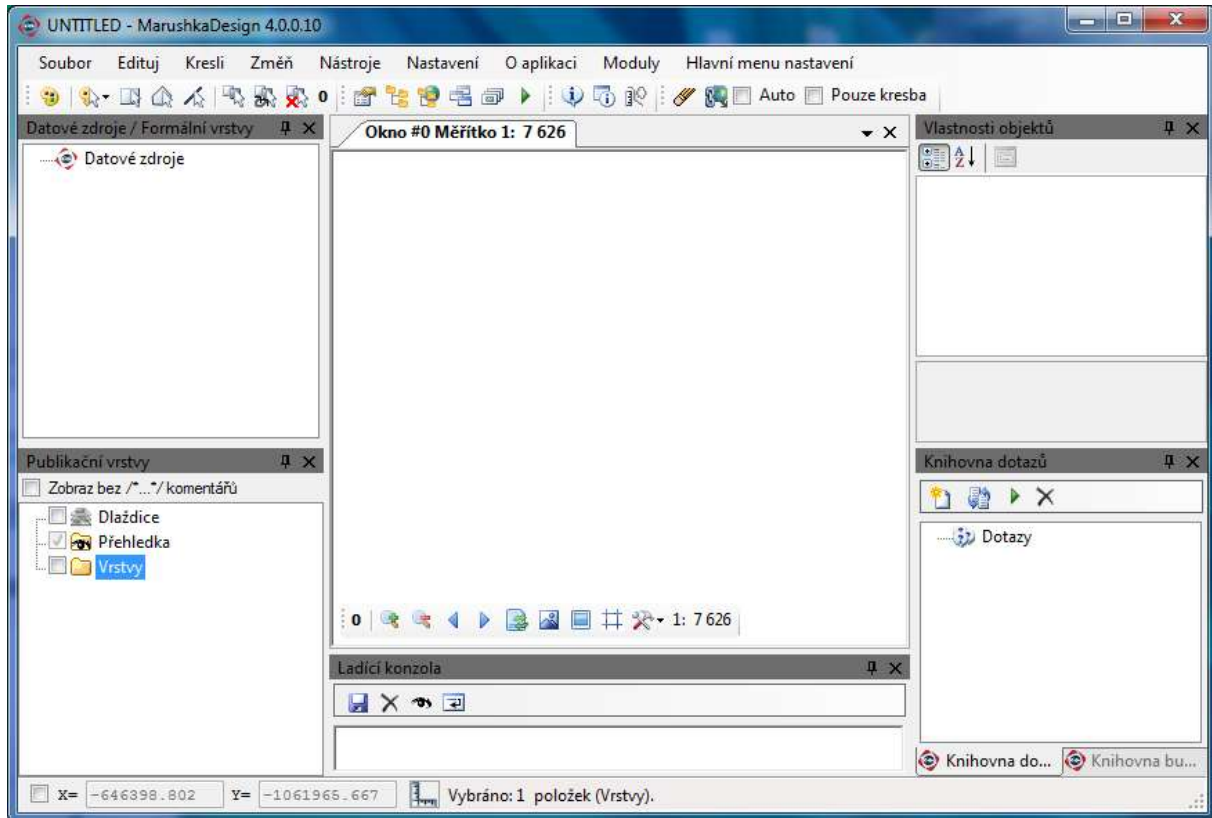 UNTITLED - MarushkaDesign 4.0.0.10
Soubor Edituj Kresli Změň Nástroje Nastavení O aplikaci Moduly Hlavní menu nastavení
0 Auto Pouze kresba
Datové zdroje / Formální vrstvy
Datové zdroje
Okno #0 Měřítko 1: 7 626
Vlastnosti objektů
Publikační vrstvy
Zobraz bez /*...*/ komentářů
Dlaždice
Přehledka
Vrstvy
0 1: 7 626
Ladící konzola
Knihovna dotazů
Dotazy
Knihovna do... Knihovna bu...
X= -646398.802 Y= -1061965.667 Vybráno: 1 položek (Vrstvy).